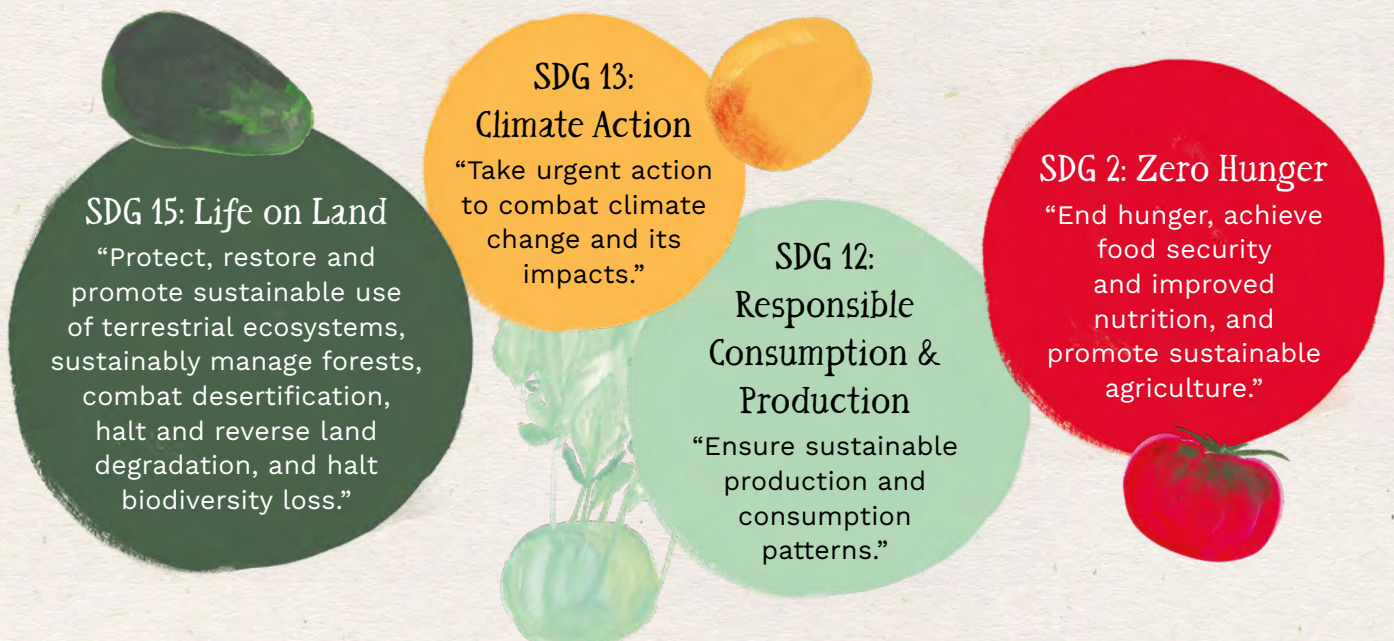 SDG 15: Life on Land
“Protect, restore and
promote sustainable use
of terrestrial ecosystems,
sustainably manage forests,
combat desertification,
halt and reverse land
degradation, and halt
biodiversity loss.”
SDG 13:
Climate Action
“Take urgent action
to combat climate
change and its
impacts.”
SDG 12:
Responsible
Consumption &
Production
“Ensure sustainable
production and
consumption
patterns.”
SDG 2: Zero Hunger
“End hunger, achieve
food security
and improved
nutrition, and
promote sustainable
agriculture.”